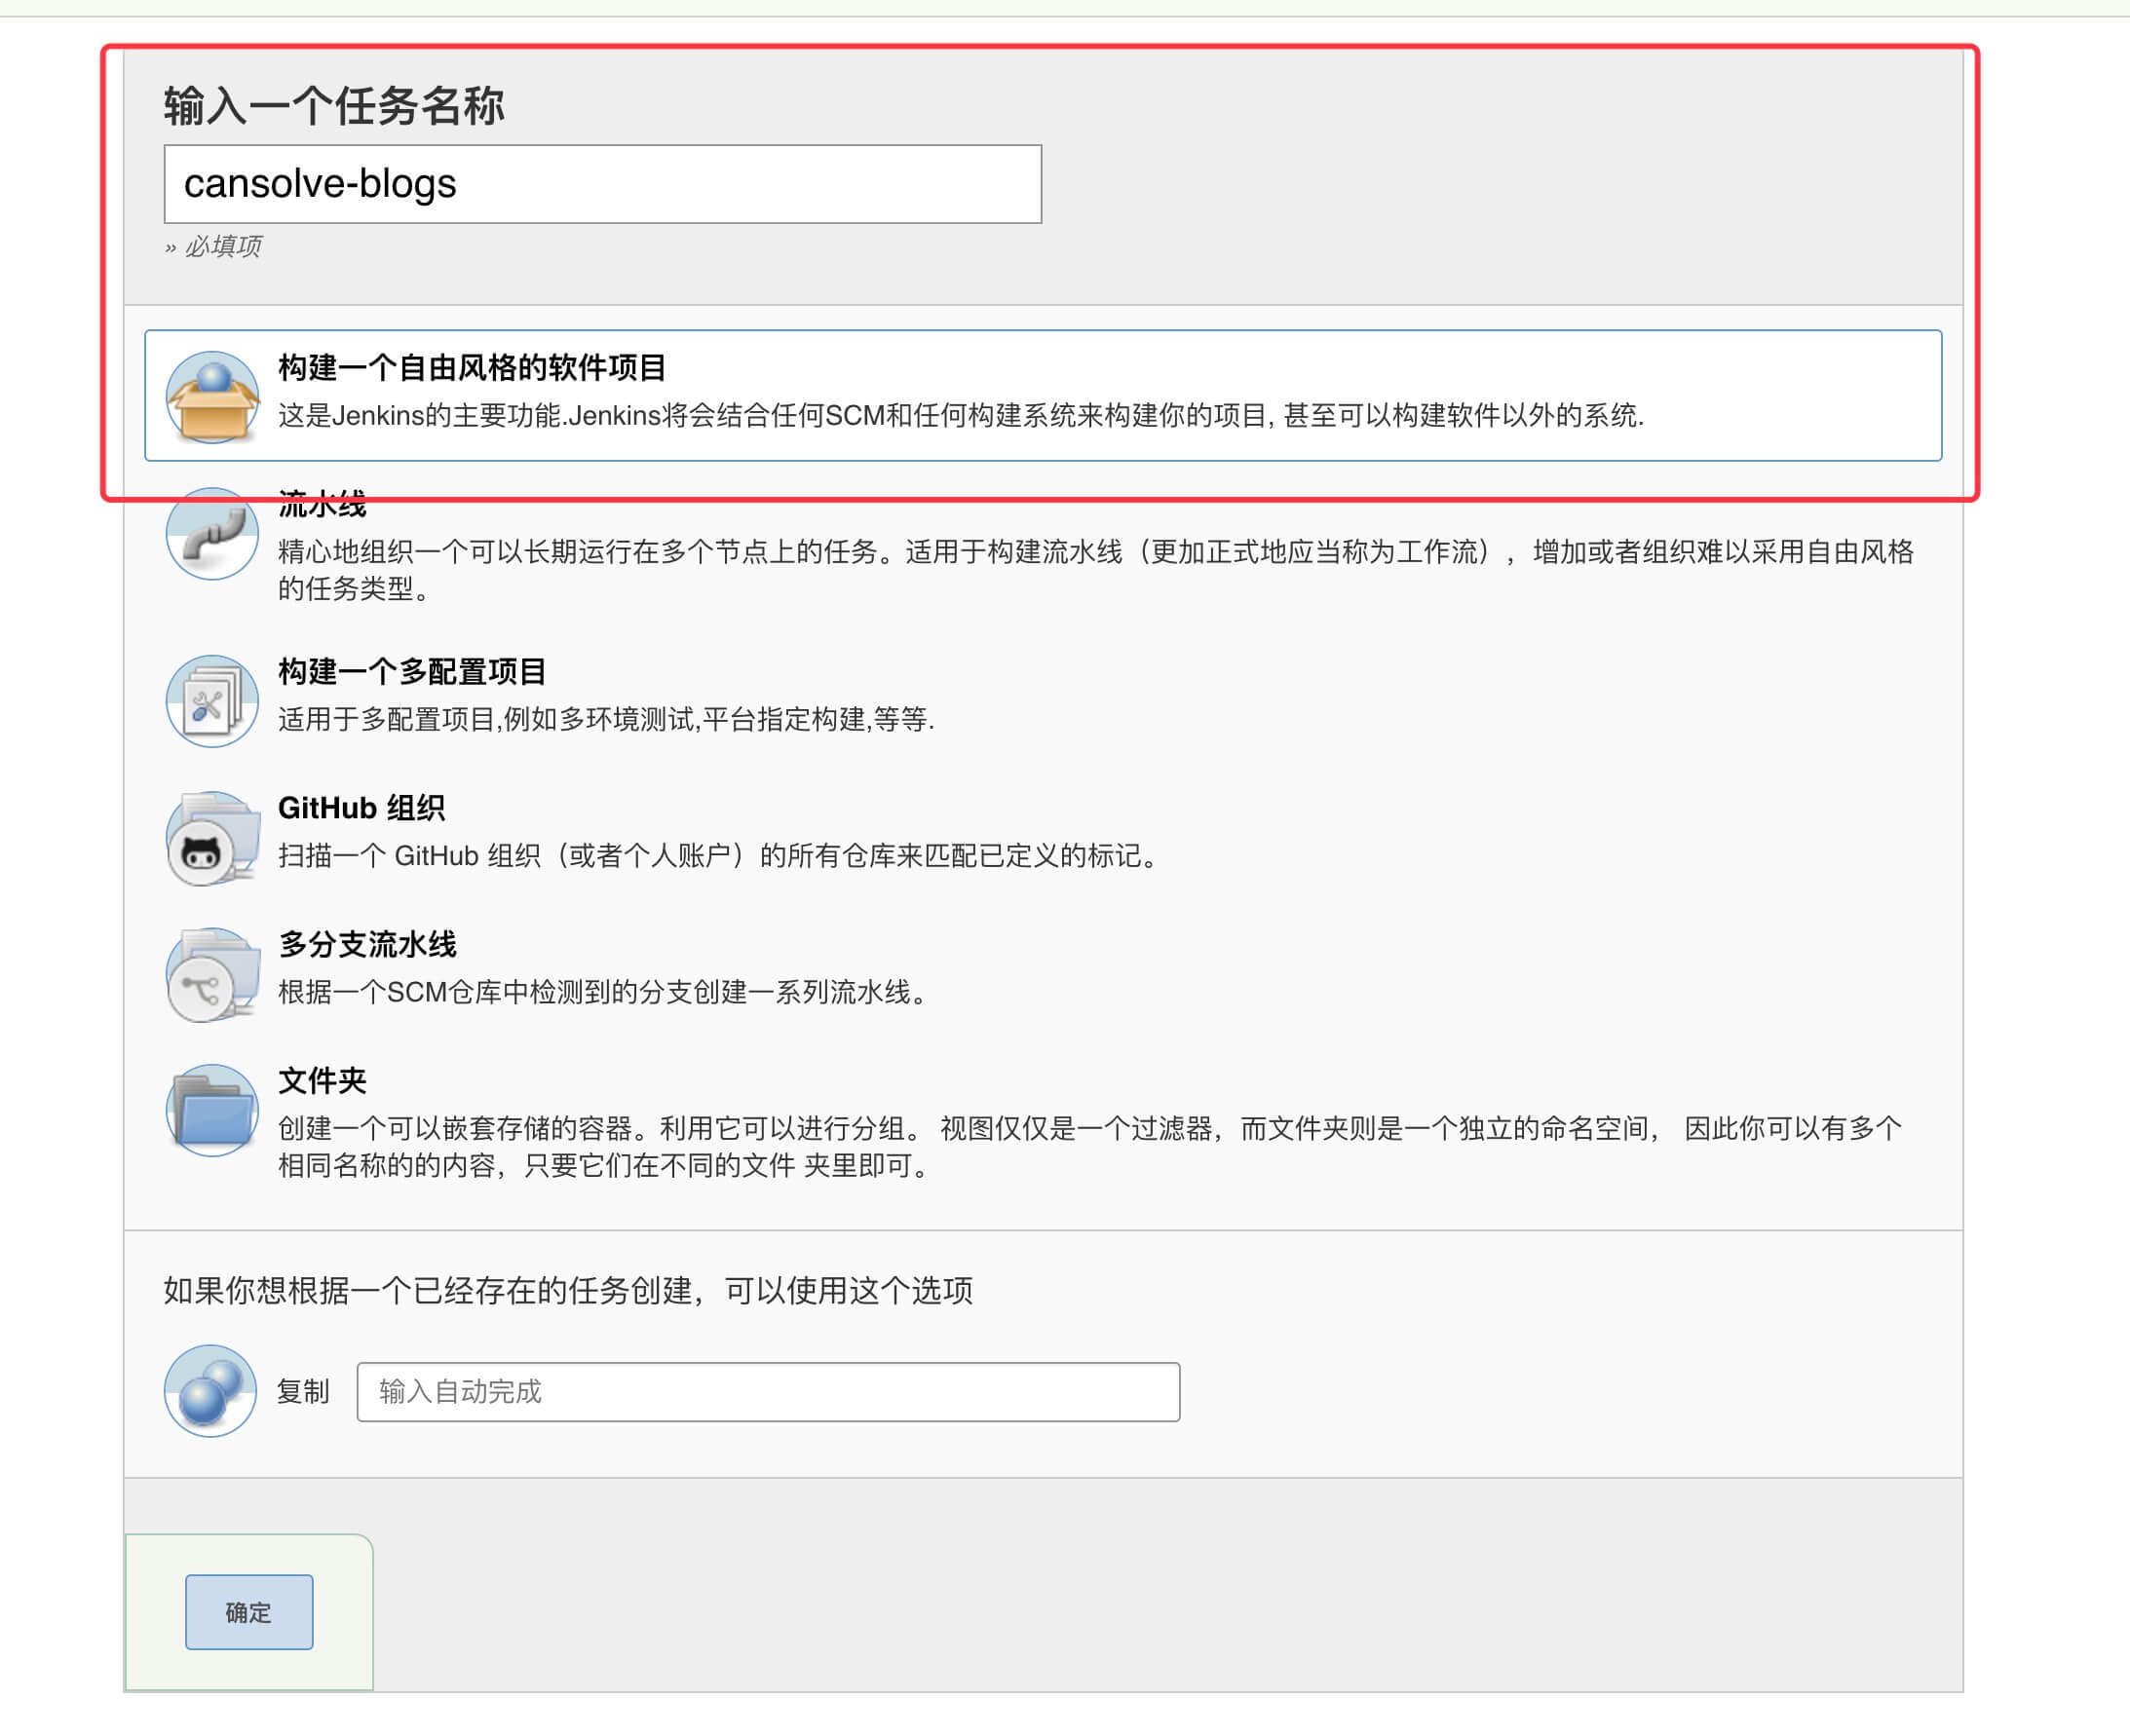 输入一个任务名称
cansolve-blogs
» 必填项
构建一个自由风格的软件项目
这是Jenkins的主要功能.Jenkins将会结合任何SCM和任何构建系统来构建你的项目, 甚至可以构建软件以外的系统.
流水线
精心地组织一个可以长期运行在多个节点上的任务。适用于构建流水线（更加正式地应当称为工作流），增加或者组织难以采用自由风格
的任务类型。
构建一个多配置项目
适用于多配置项目,例如多环境测试,平台指定构建,等等.
GitHub 组织
扫描一个 GitHub 组织（或者个人账户）的所有仓库来匹配已定义的标记。
多分支流水线
根据一个SCM仓库中检测到的分支创建一系列流水线。
文件夹
创建一个可以嵌套存储的容器。利用它可以进行分组。 视图仅仅是一个过滤器，而文件夹则是一个独立的命名空间， 因此你可以有多个
相同名称的的内容，只要它们在不同的文件 夹里即可。
如果你想根据一个已经存在的任务创建，可以使用这个选项
复制
输入自动完成
确定